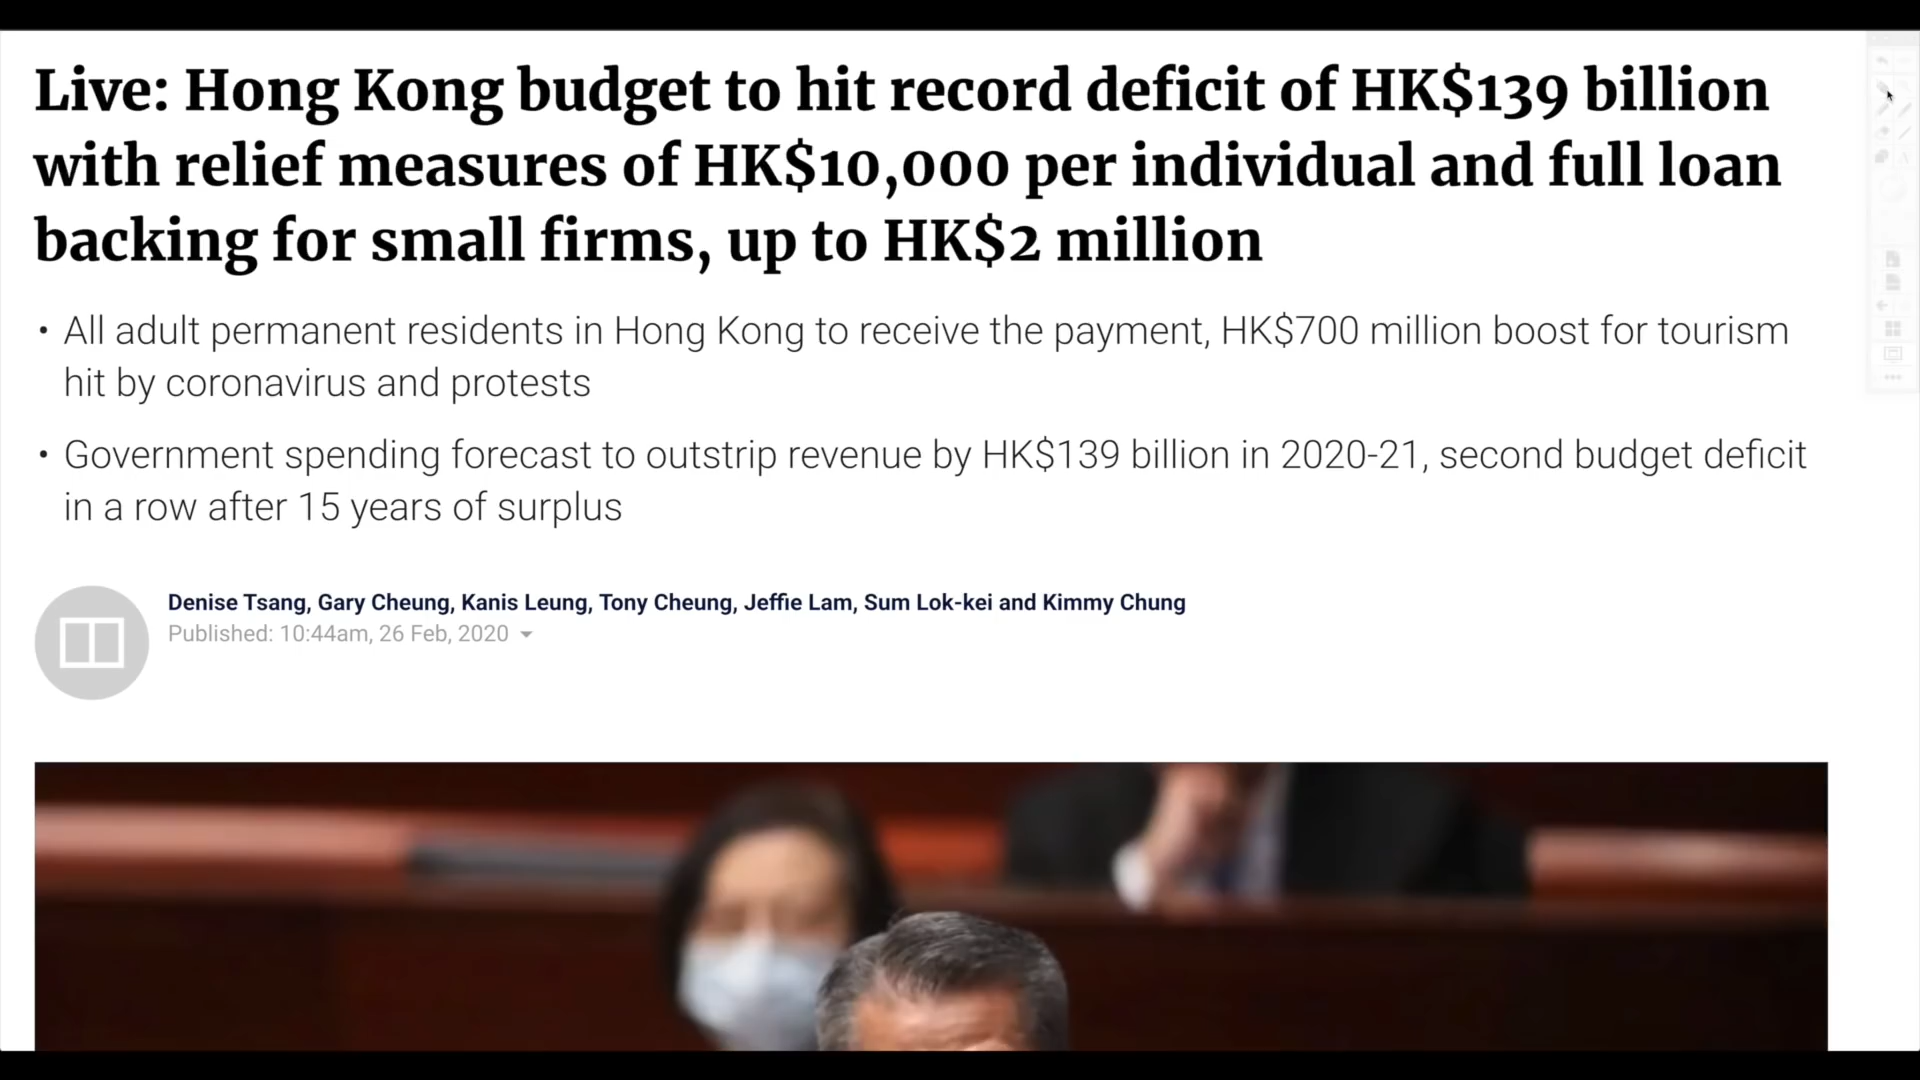 Live: Hong Kong budget to hit record deficit of HK$139 billion
with relief measures of HK$10,000 per individual and full loan
backing for small firms, up to HK$2 million
• All adult permanent residents in Hong Kong to receive the payment, HK$700 million boost for tourism
hit by coronavirus and protests
• Government spending forecast to outstrip revenue by HK$139 billion in 2020-21, second budget deficit
in a row after 15 years of surplus
Denise Tsang, Gary Cheung, Kanis Leung, Tony Cheung, Jeffie Lam, Sum Lok-kei and Kimmy Chung
Published: 10:44am, 26 Feb, 2020